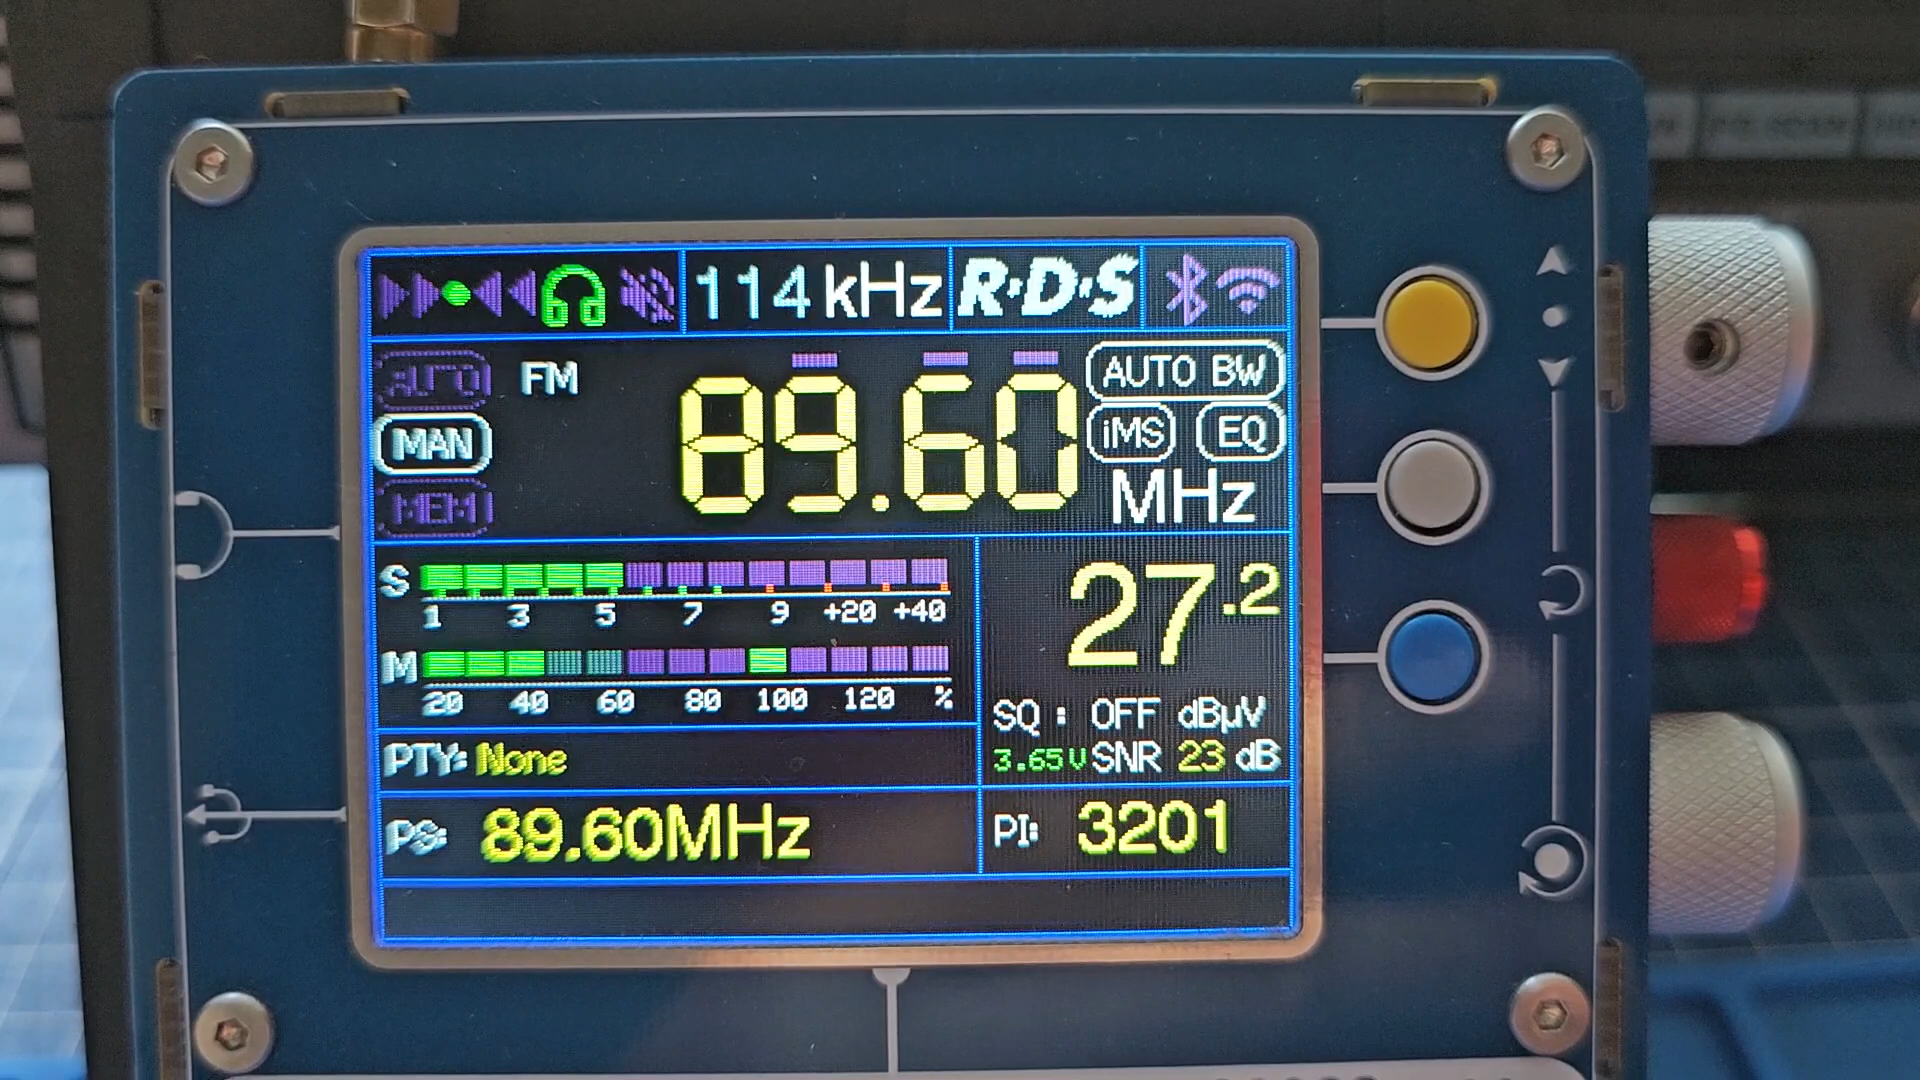 114 kHz R·D·S
AUTO FM 89.60 AUTO BW
MAN iMS EQ
MEM MHz
S 1 3 5 7 9 +20 +40
27.2
M 20 40 60 80 100 120 %
SQ : OFF dBμV
3.65V SNR 23 dB
PTY: None
PS: 89.60MHz PI: 3201